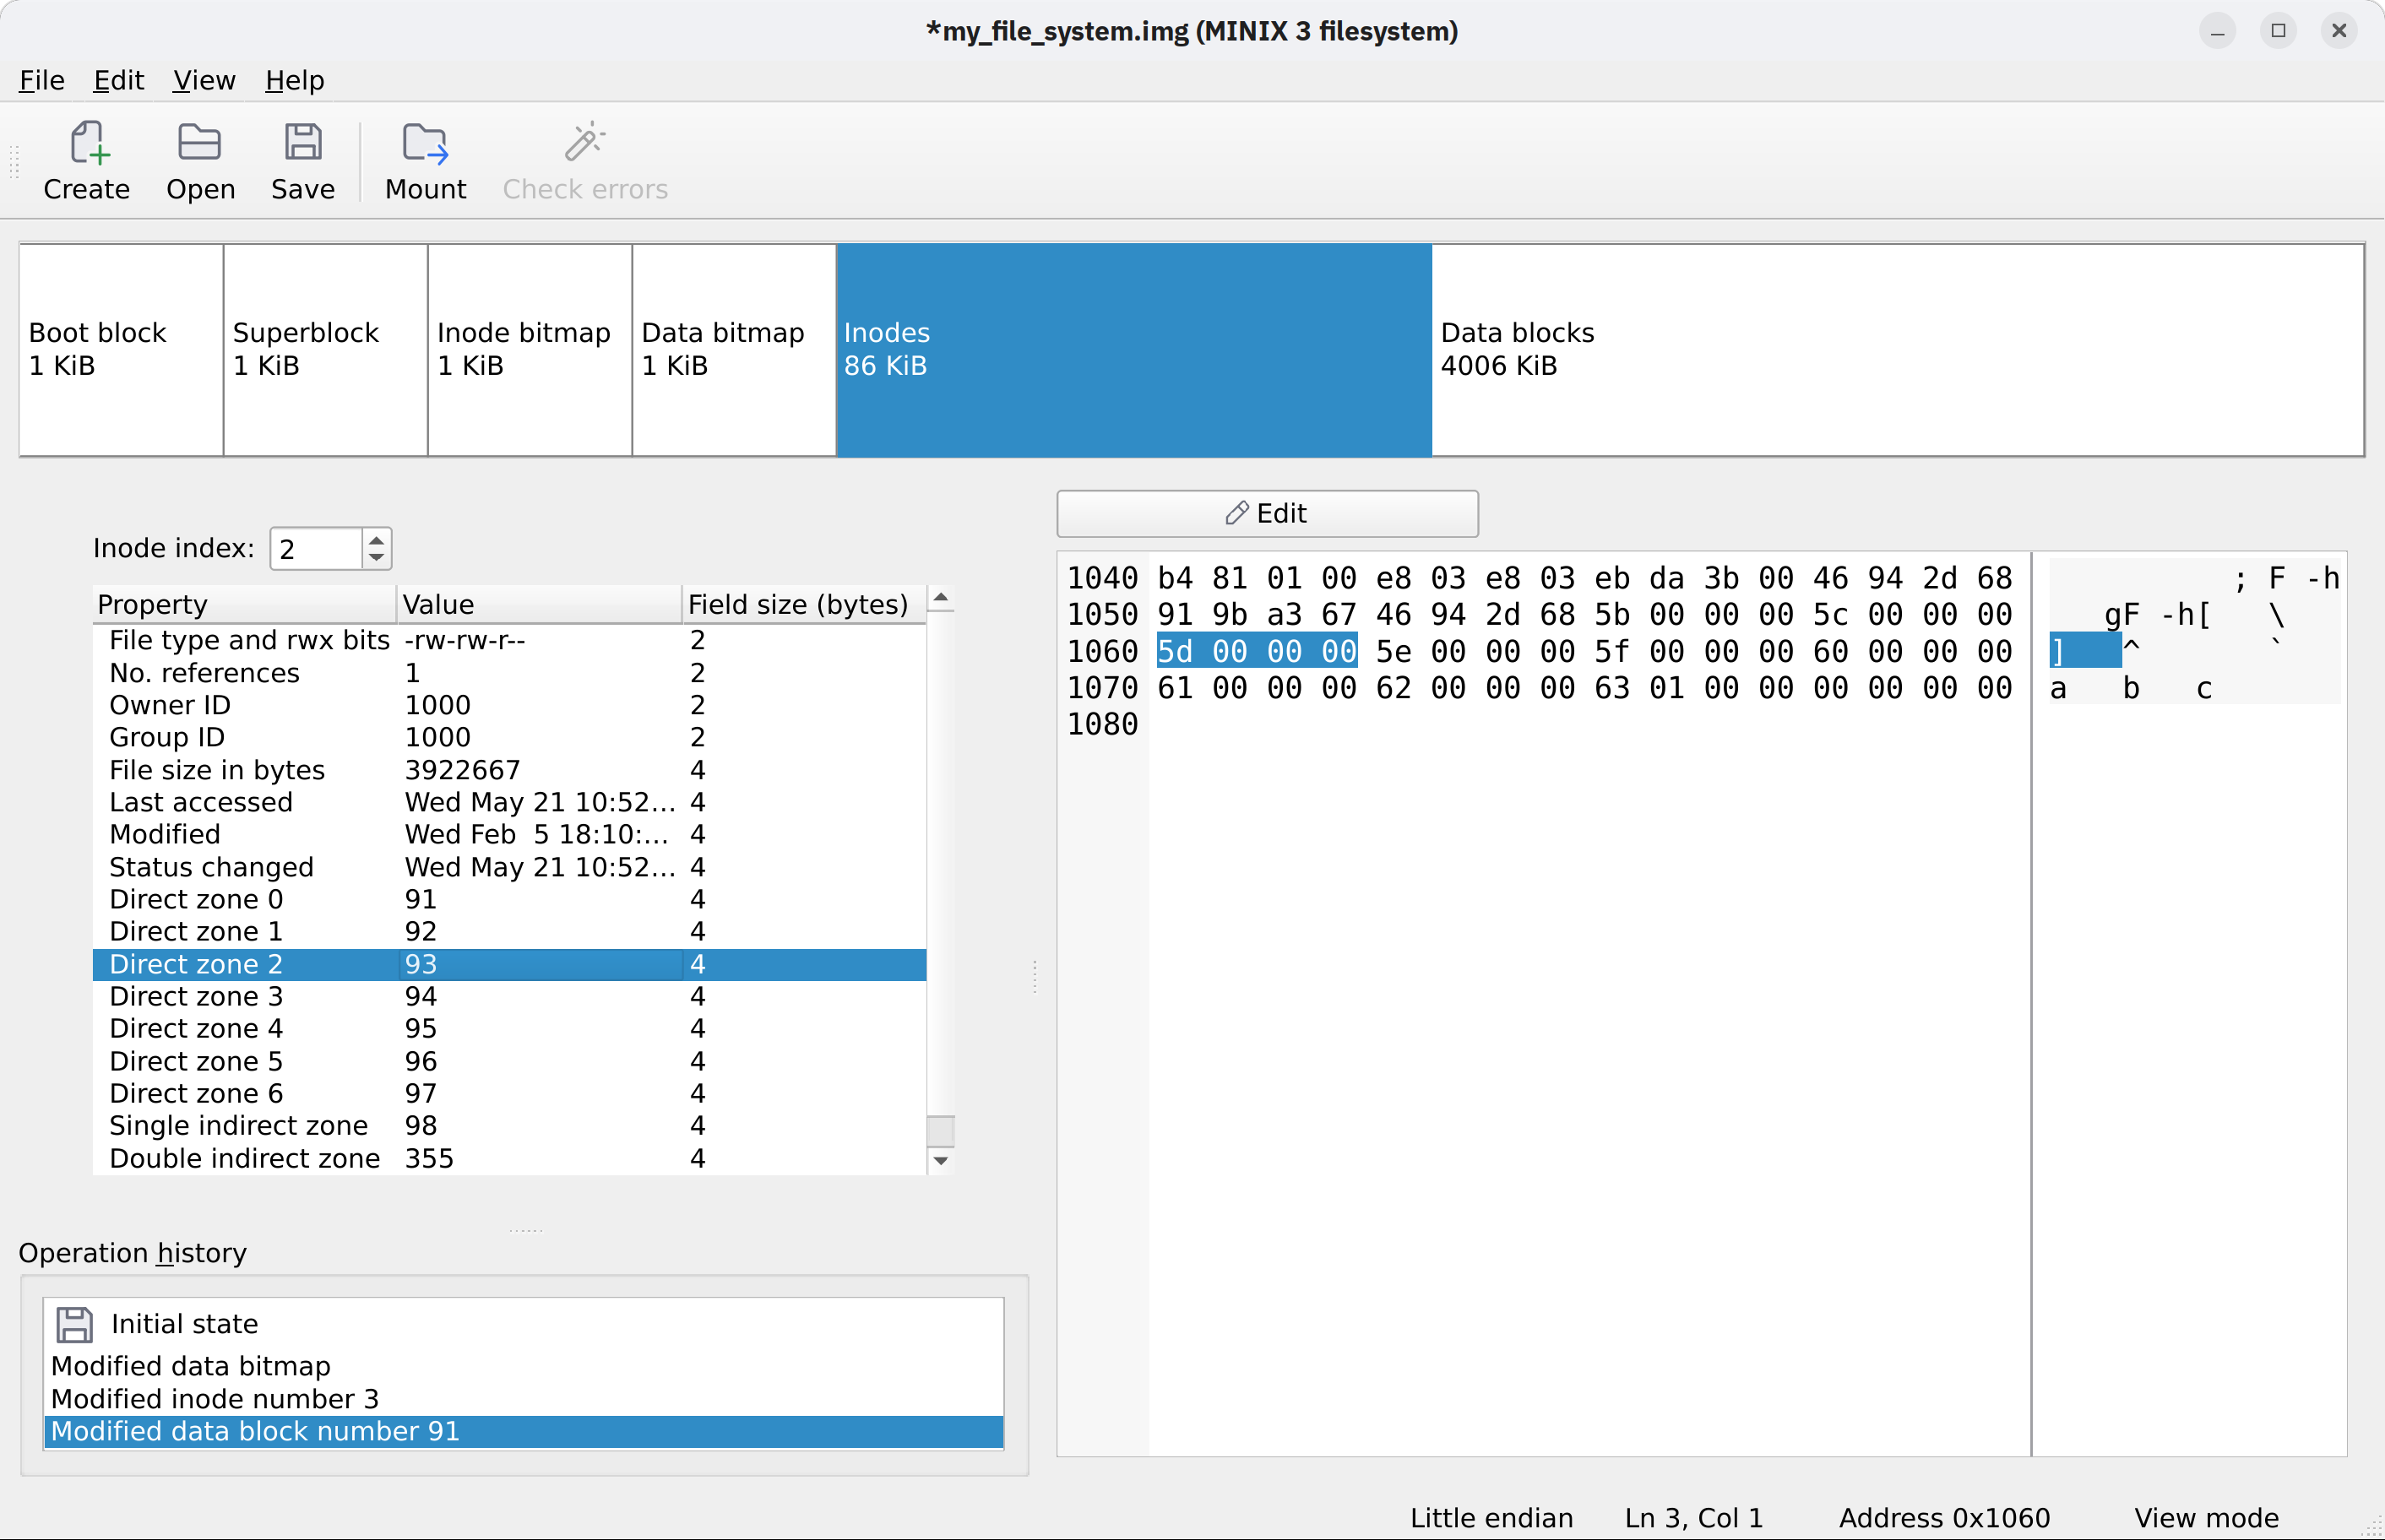 *my_file_system.img (MINIX 3 filesystem)
File Edit View Help
Create Open Save Mount Check errors
Boot block Superblock Inode bitmap Data bitmap Inodes Data blocks
1 KiB 1 KiB 1 KiB 1 KiB 86 KiB 4006 KiB
Inode index: 2
Property Value Field size (bytes)
File type and rwx bits -rw-rw-r-- 2
No. references 1 2
Owner ID 1000 2
Group ID 1000 2
File size in bytes 3922667 4
Last accessed Wed May 21 10:52... 4
Modified Wed Feb  5 18:10:... 4
Status changed Wed May 21 10:52... 4
Direct zone 0 91 4
Direct zone 1 92 4
Direct zone 2 93 4
Direct zone 3 94 4
Direct zone 4 95 4
Direct zone 5 96 4
Direct zone 6 97 4
Single indirect zone 98 4
Double indirect zone 355 4
Operation history
Initial state
Modified data bitmap
Modified inode number 3
Modified data block number 91
Edit
1040 b4 81 01 00 e8 03 e8 03 eb da 3b 00 46 94 2d 68 ; F -h
1050 91 9b a3 67 46 94 2d 68 5b 00 00 00 5c 00 00 00 gF -h[ \
1060 5d 00 00 00 5e 00 00 00 5f 00 00 00 60 00 00 00 ] ^ `
1070 61 00 00 00 62 00 00 00 63 01 00 00 00 00 00 00 a b c
1080
Little endian Ln 3, Col 1 Address 0x1060 View mode